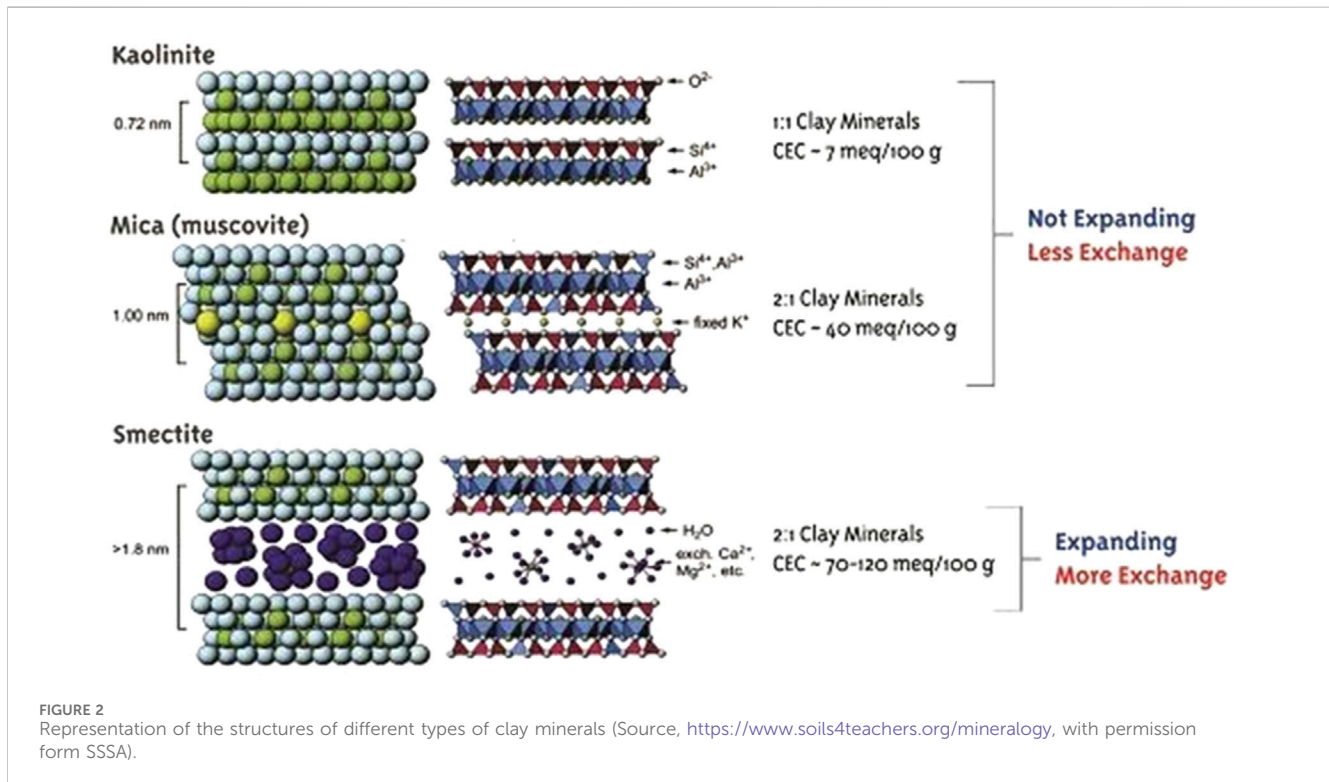 Kaolinite
0.72 nm
O²⁻
Si⁴⁺
Al³⁺
1:1 Clay Minerals
CEC ~ 7 meq/100 g
Mica (muscovite)
1.00 nm
Si⁴⁺,Al³⁺
Al³⁺
fixed K⁺
2:1 Clay Minerals
CEC ~ 40 meq/100 g
Not Expanding
Less Exchange
Smectite
>1.8 nm
H₂O
exch. Ca²⁺,
Mg²⁺, etc.
2:1 Clay Minerals
CEC ~ 70-120 meq/100 g
Expanding
More Exchange
FIGURE 2
Representation of the structures of different types of clay minerals (Source, https://www.soils4teachers.org/mineralogy, with permission
form SSSA).